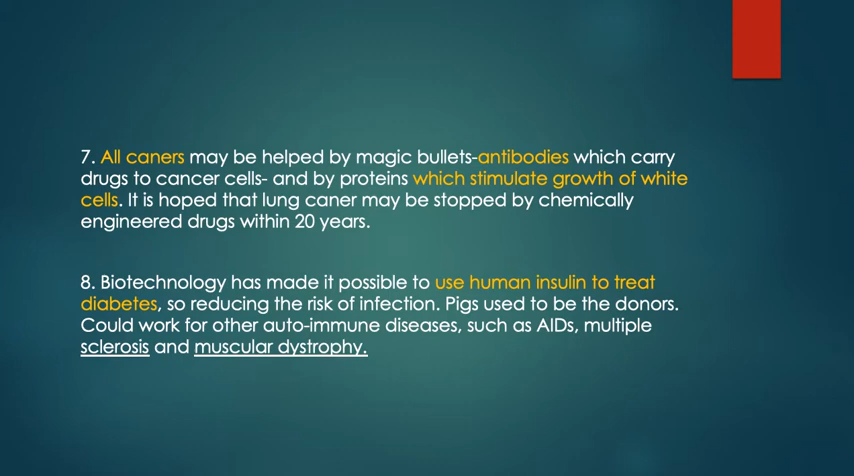 7. All caners may be helped by magic bullets-antibodies which carry
drugs to cancer cells- and by proteins which stimulate growth of white
cells. It is hoped that lung caner may be stopped by chemically
engineered drugs within 20 years.
8. Biotechnology has made it possible to use human insulin to treat
diabetes, so reducing the risk of infection. Pigs used to be the donors.
Could work for other auto-immune diseases, such as AIDs, multiple
sclerosis and muscular dystrophy.